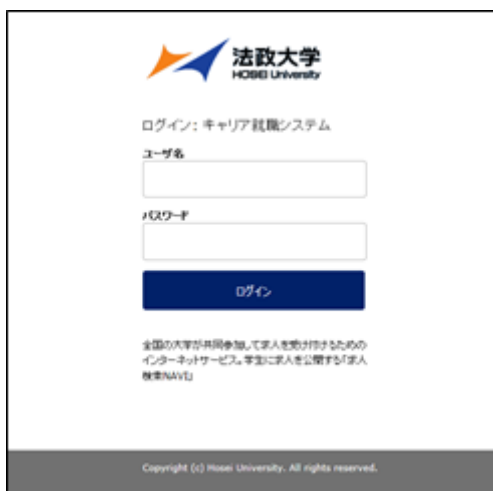 法政大学
HOSEI University
ログイン: キャリア就職システム
ユーザ名
パスワード
ログイン
全国の大学が共同参加して求人を受け付けるための
インターネットサービス。学生に求人を公開する「求人
検索NAVI」
Copyright (c) Hosei University. All rights reserved.